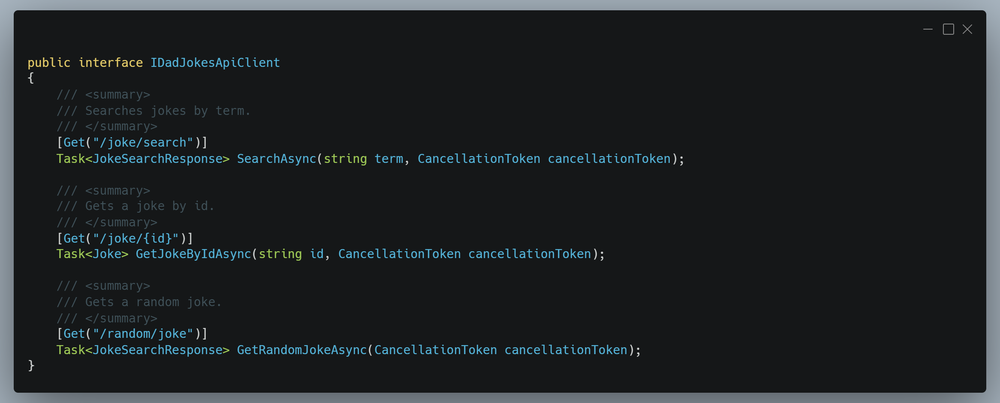 public interface IDadJokesApiClient
{
    /// <summary>
    /// Searches jokes by term.
    /// </summary>
    [Get("/joke/search")]
    Task<JokeSearchResponse> SearchAsync(string term, CancellationToken cancellationToken);

    /// <summary>
    /// Gets a joke by id.
    /// </summary>
    [Get("/joke/{id}")]
    Task<Joke> GetJokeByIdAsync(string id, CancellationToken cancellationToken);

    /// <summary>
    /// Gets a random joke.
    /// </summary>
    [Get("/random/joke")]
    Task<JokeSearchResponse> GetRandomJokeAsync(CancellationToken cancellationToken);
}